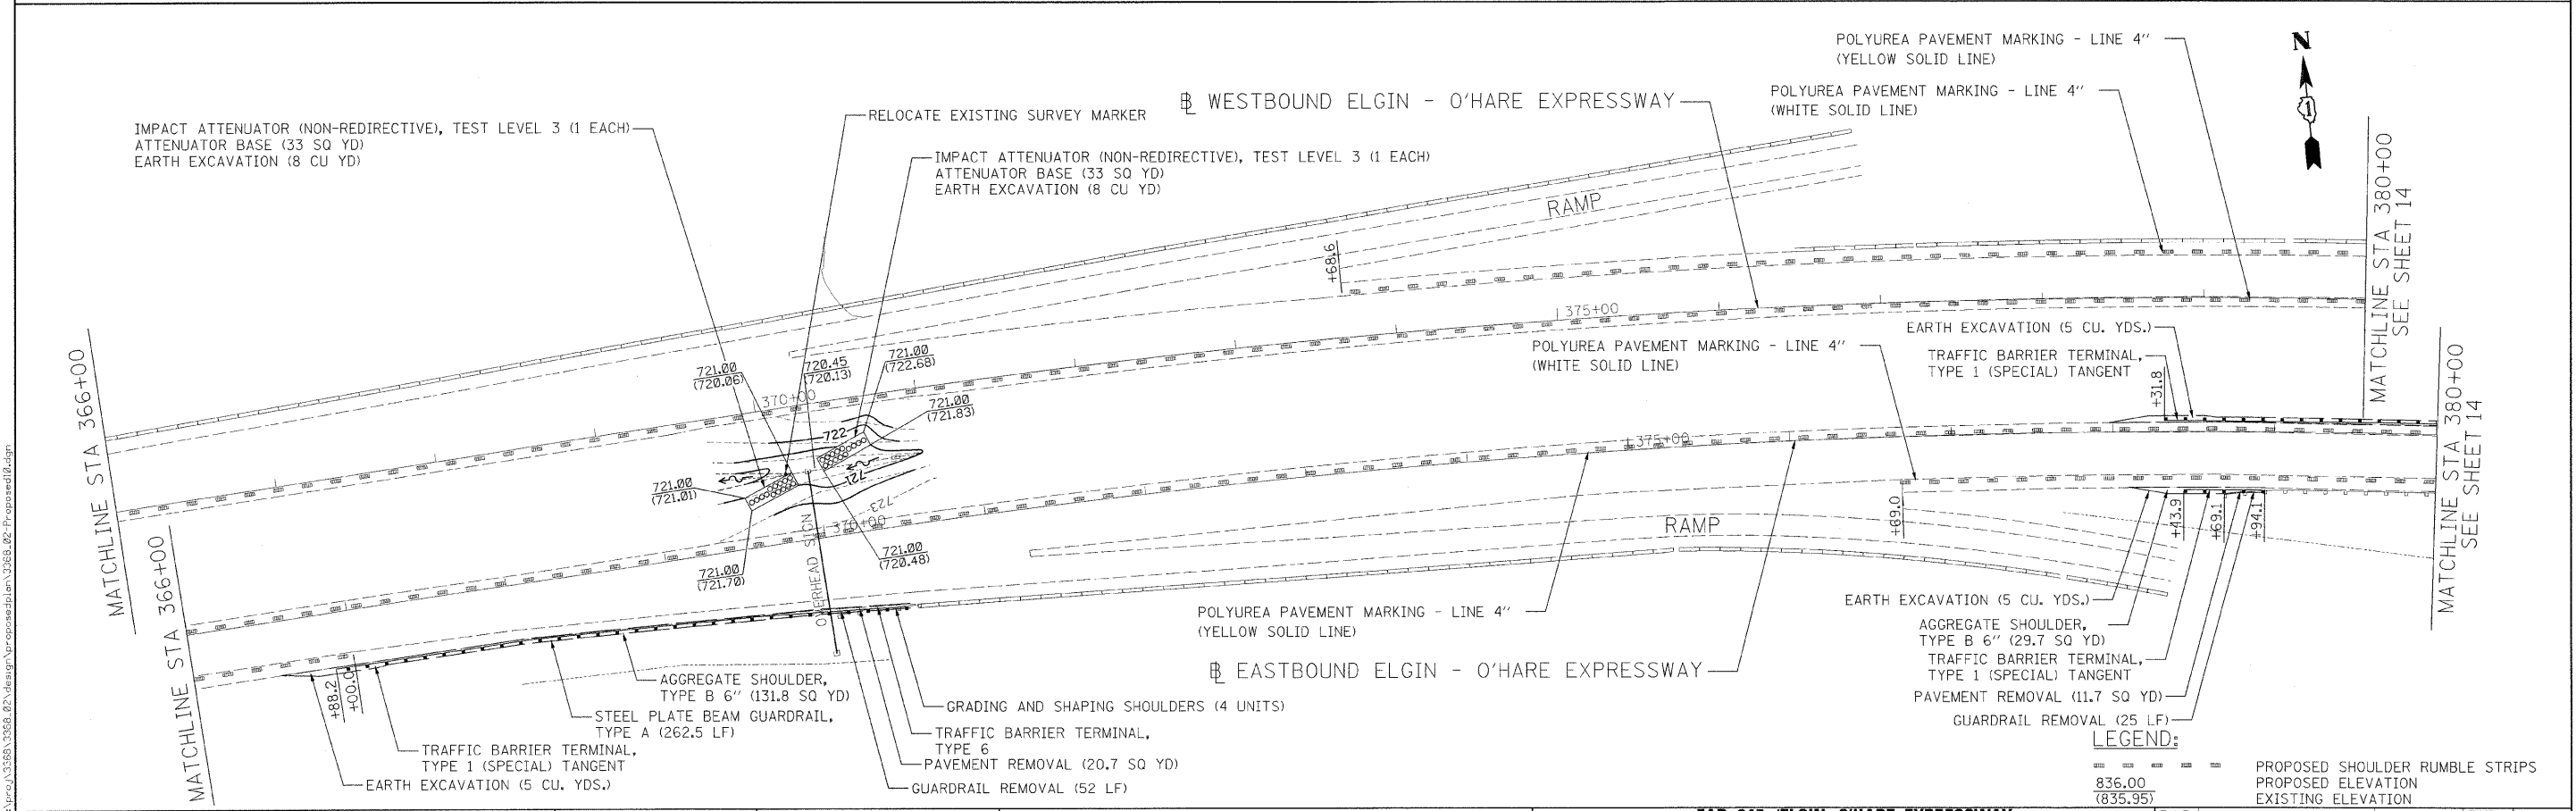 POLYUREA PAVEMENT MARKING - LINE 4"
(YELLOW SOLID LINE)
N
1
POLYUREA PAVEMENT MARKING - LINE 4"
(WHITE SOLID LINE)
℄ WESTBOUND ELGIN - O'HARE EXPRESSWAY
RELOCATE EXISTING SURVEY MARKER
IMPACT ATTENUATOR (NON-REDIRECTIVE), TEST LEVEL 3 (1 EACH)
ATTENUATOR BASE (33 SQ YD)
EARTH EXCAVATION (8 CU YD)
IMPACT ATTENUATOR (NON-REDIRECTIVE), TEST LEVEL 3 (1 EACH)
ATTENUATOR BASE (33 SQ YD)
EARTH EXCAVATION (8 CU YD)
RAMP
+68.6
MATCHLINE STA 380+00
SEE SHEET 14
375+00
EARTH EXCAVATION (5 CU. YDS.)
POLYUREA PAVEMENT MARKING - LINE 4"
(WHITE SOLID LINE)
TRAFFIC BARRIER TERMINAL,
TYPE 1 (SPECIAL) TANGENT
+31.8
MATCHLINE STA 380+00
SEE SHEET 14
MATCHLINE STA 366+00
721.00
(720.06)
720.45
(720.13)
721.00
(722.68)
370+00
721.00
(721.83)
722
721
723
375+00
721.00
(721.01)
370+00
721.00
(720.48)
721.00
(721.70)
OVERHEAD SIGN
RAMP
+69.0
+43.9
+69.1
+94.1
MATCHLINE STA 366+00
POLYUREA PAVEMENT MARKING - LINE 4"
(YELLOW SOLID LINE)
℄ EASTBOUND ELGIN - O'HARE EXPRESSWAY
EARTH EXCAVATION (5 CU. YDS.)
AGGREGATE SHOULDER,
TYPE B 6" (29.7 SQ YD)
TRAFFIC BARRIER TERMINAL,
TYPE 1 (SPECIAL) TANGENT
PAVEMENT REMOVAL (11.7 SQ YD)
GUARDRAIL REMOVAL (25 LF)
+88.2
+00.0
AGGREGATE SHOULDER,
TYPE B 6" (131.8 SQ YD)
STEEL PLATE BEAM GUARDRAIL,
TYPE A (262.5 LF)
TRAFFIC BARRIER TERMINAL,
TYPE 1 (SPECIAL) TANGENT
EARTH EXCAVATION (5 CU. YDS.)
GRADING AND SHAPING SHOULDERS (4 UNITS)
TRAFFIC BARRIER TERMINAL,
TYPE 6
PAVEMENT REMOVAL (20.7 SQ YD)
GUARDRAIL REMOVAL (52 LF)
LEGEND:
PROPOSED SHOULDER RUMBLE STRIPS
836.00 PROPOSED ELEVATION
(835.95) EXISTING ELEVATION
\proj\3368\3368.02\design\proposedplan\3368.02-Proposed10.dgn